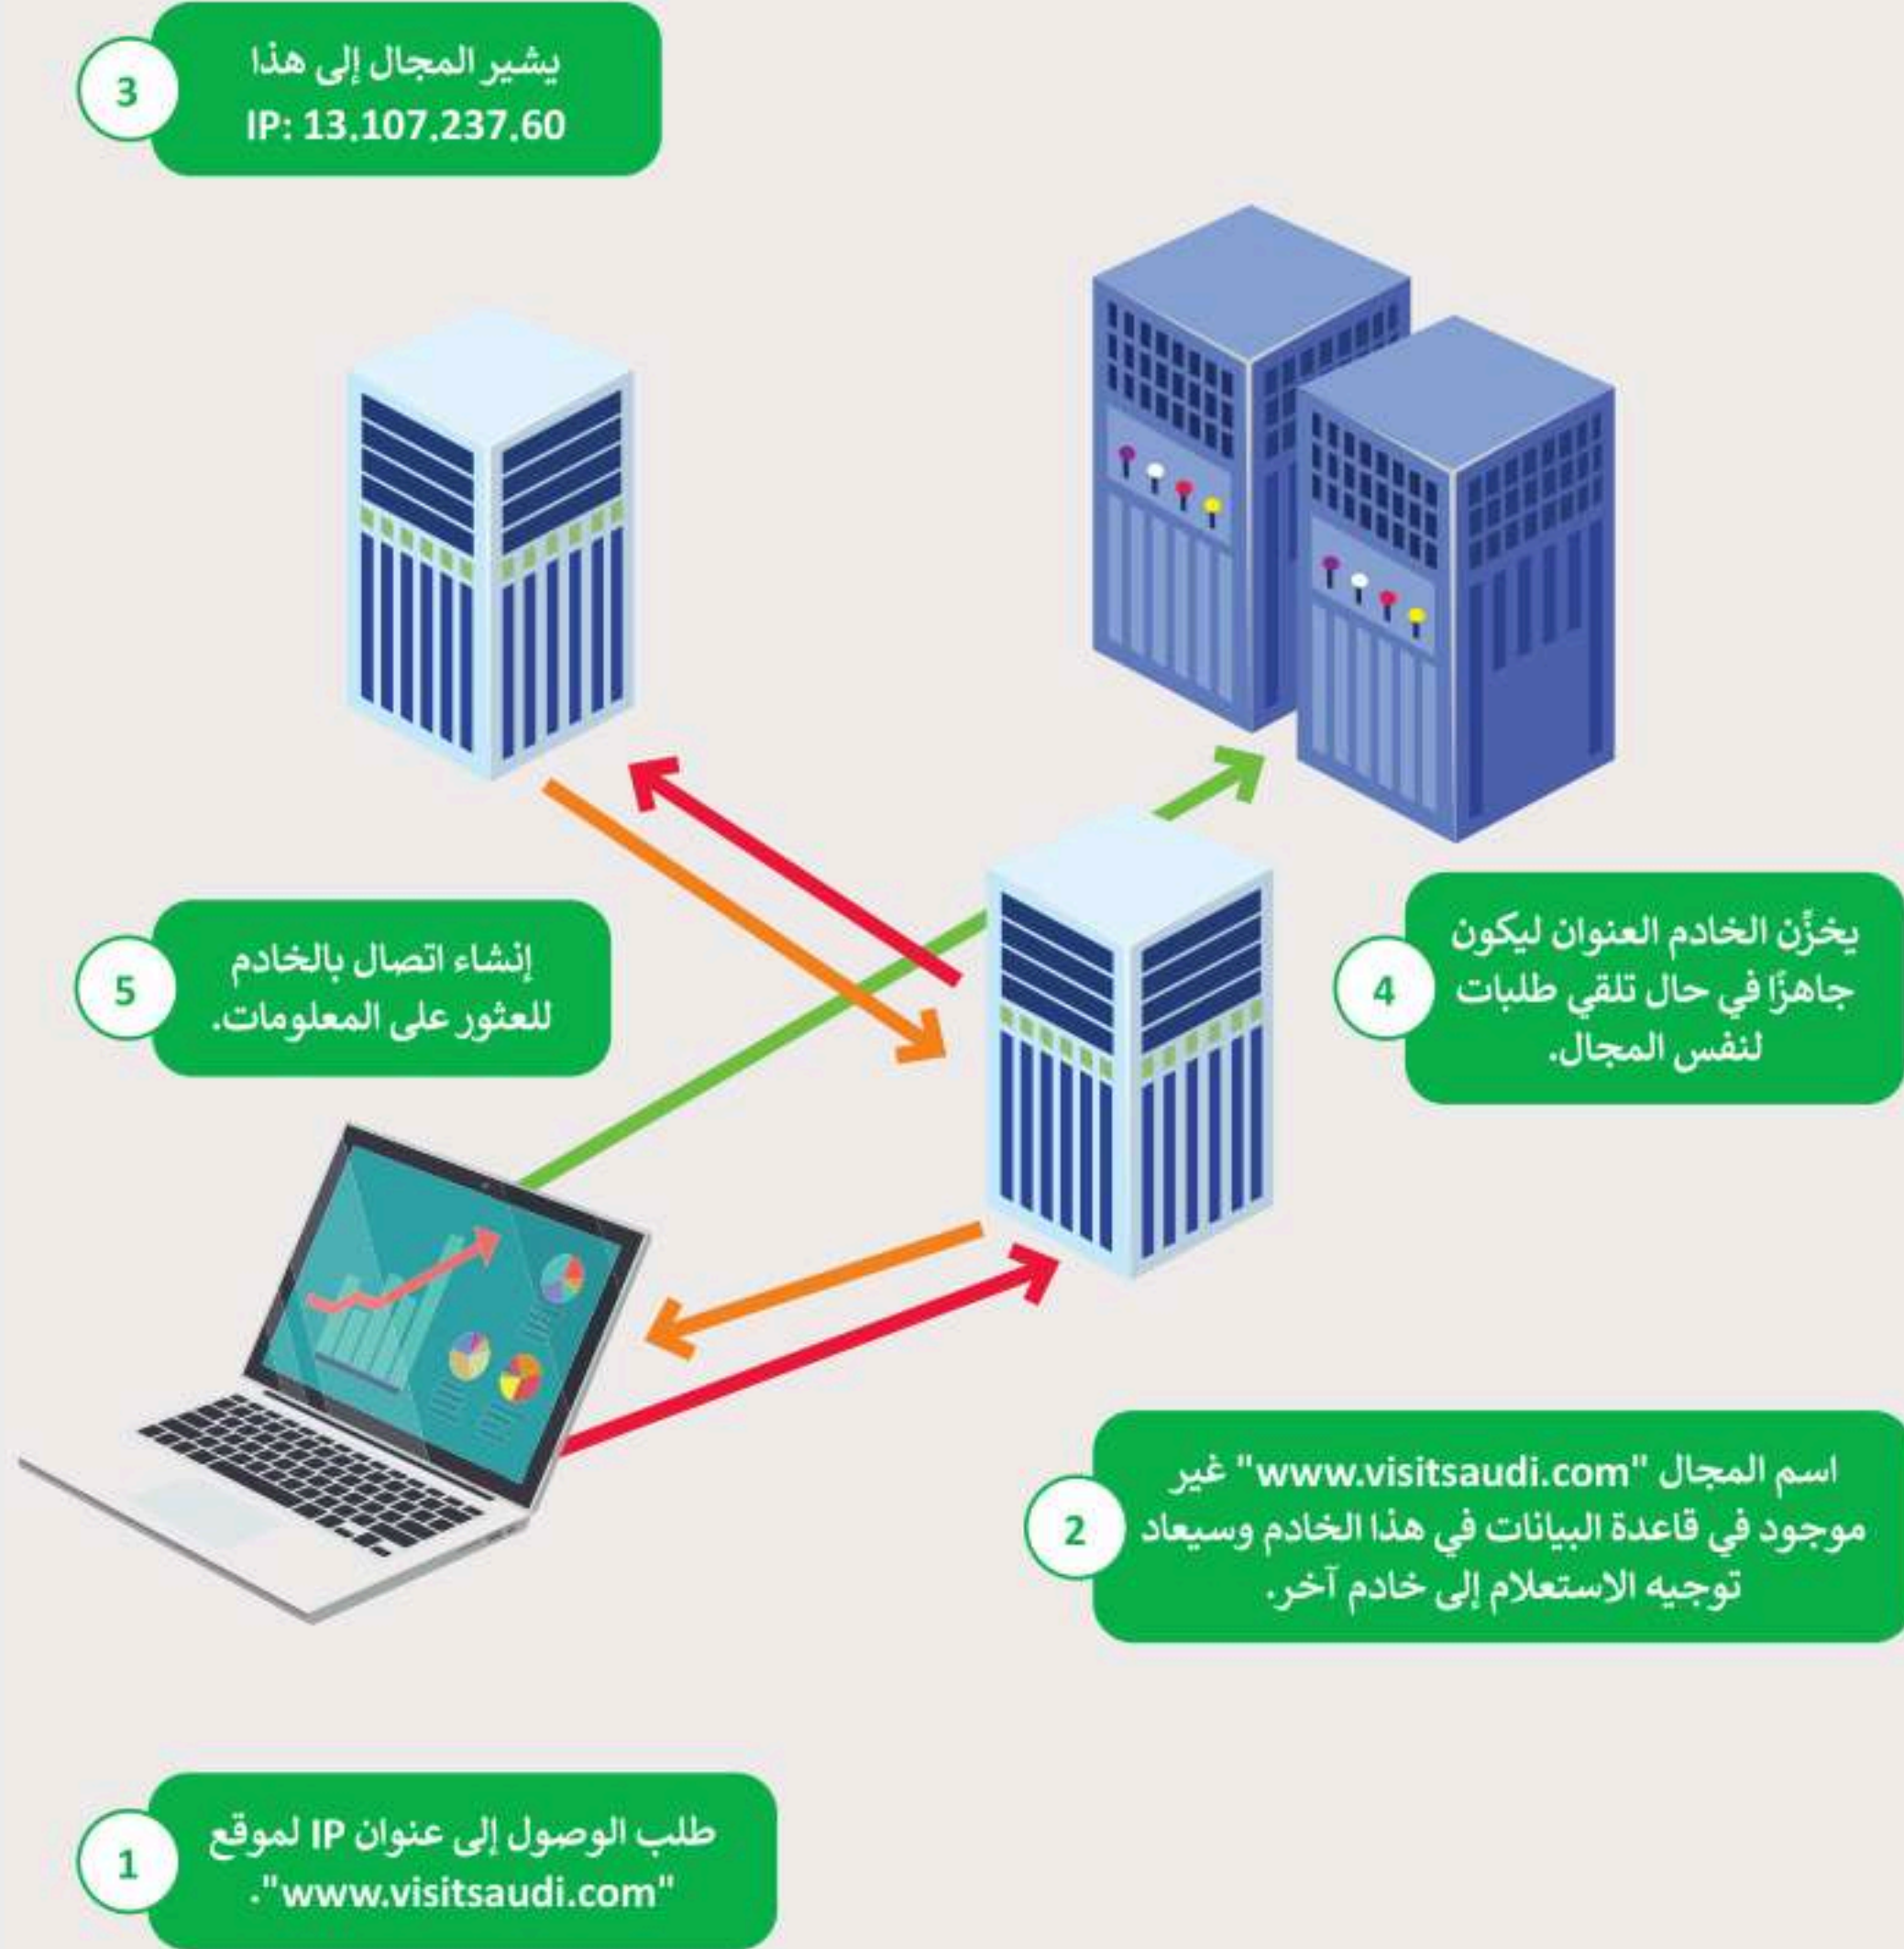 3
يشير المجال إلى هذا
IP: 13.107.237.60
5
إنشاء اتصال بالخادم
للعثور على المعلومات.
4
يخزِّن الخادم العنوان ليكون
جاهزًا في حال تلقي طلبات
لنفس المجال.
2
اسم المجال "www.visitsaudi.com" غير
موجود في قاعدة البيانات في هذا الخادم وسيعاد
توجيه الاستعلام إلى خادم آخر.
1
طلب الوصول إلى عنوان IP لموقع
"www.visitsaudi.com".